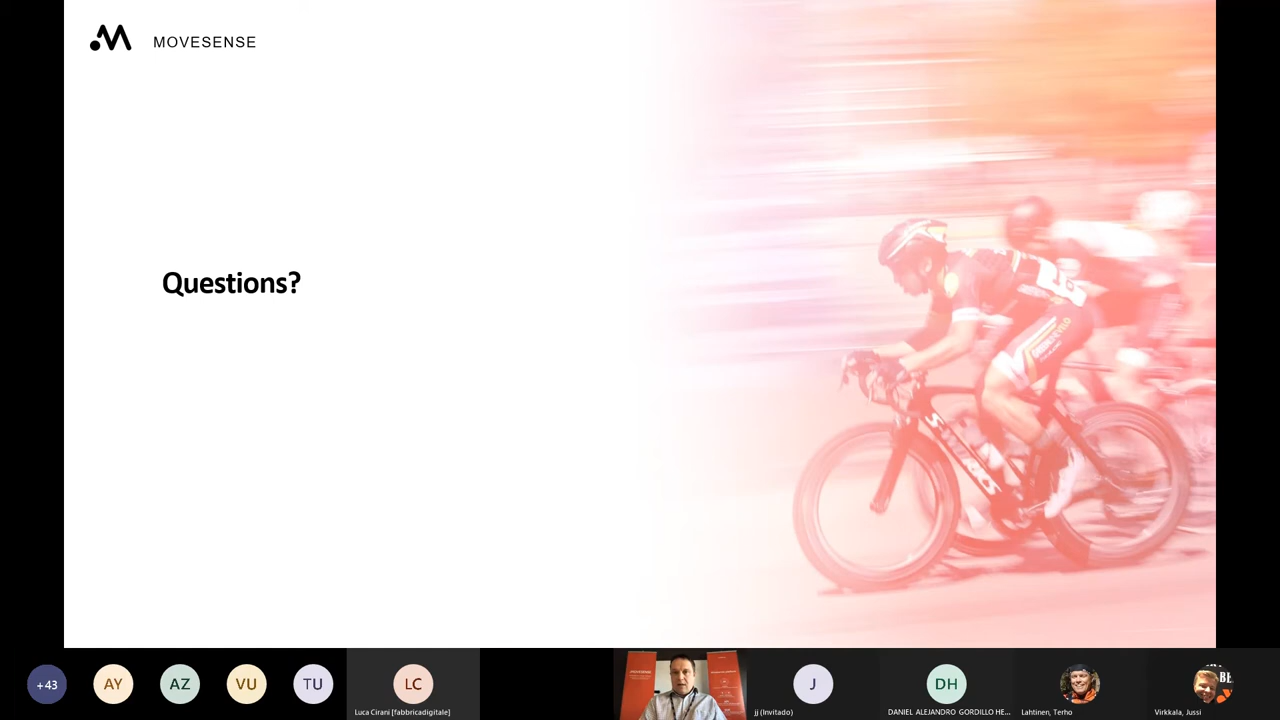 MOVESENSE
Questions?
+43
AY
AZ
VU
TU
LC
Luca Cirani [fabbricadigitale]
J
jj (Invitado)
DH
DANIEL ALEJANDRO GORDILLO HE...
Lahtinen, Terho
Virkkala, Jussi